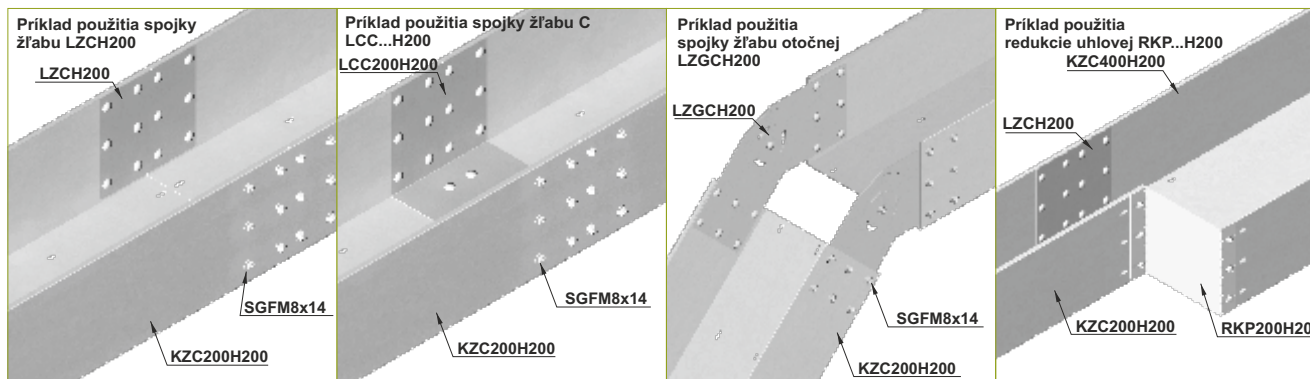 Príklad použitia spojky
žľabu LZCH200
LZCH200
SGFM8x14
KZC200H200
Príklad použitia spojky žľabu C
LCC...H200
LCC200H200
SGFM8x14
KZC200H200
Príklad použitia
spojky žľabu otočnej
LZGCH200
LZGCH200
SGFM8x14
KZC200H200
Príklad použitia
redukcie uhlovej RKP...H200
KZC400H200
LZCH200
KZC200H200
RKP200H20